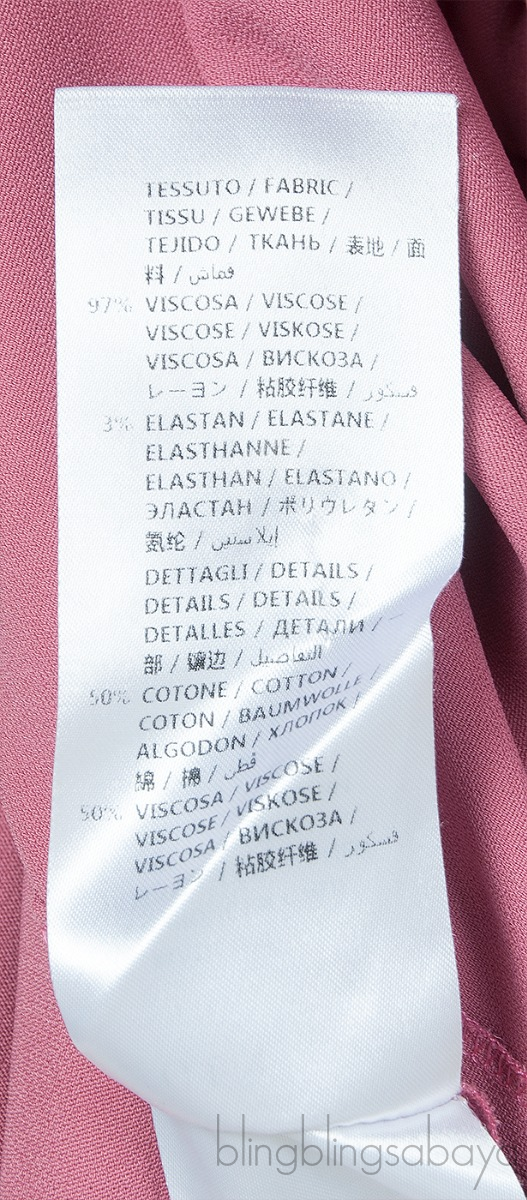 TESSUTO / FABRIC /
TISSU / GEWEBE /
TEJIDO / ТКАНЬ / 表地 / 面
料 / قماش
97% VISCOSA / VISCOSE /
VISCOSE / VISKOSE /
VISCOSA / ВИСКОЗА /
レーヨン / 粘胶纤维 / فسكور
3% ELASTAN / ELASTANE /
ELASTHANNE /
ELASTHAN / ELASTANO /
ЭЛАСТАН / ポリウレタン /
氨纶 / إيلاستين
DETTAGLI / DETAILS /
DETAILS / DETAILS /
DETALLES / ДЕТАЛИ / 一
部 / 镶边 / التفاصيل
50% COTONE / COTTON /
COTON / BAUMWOLLE /
ALGODON / ХЛОПОК /
綿 / 棉 / قطن
50% VISCOSA / VISCOSE /
VISCOSE / VISKOSE /
VISCOSA / ВИСКОЗА /
レーヨン / 粘胶纤维 / فسكور
blingblingsabaya